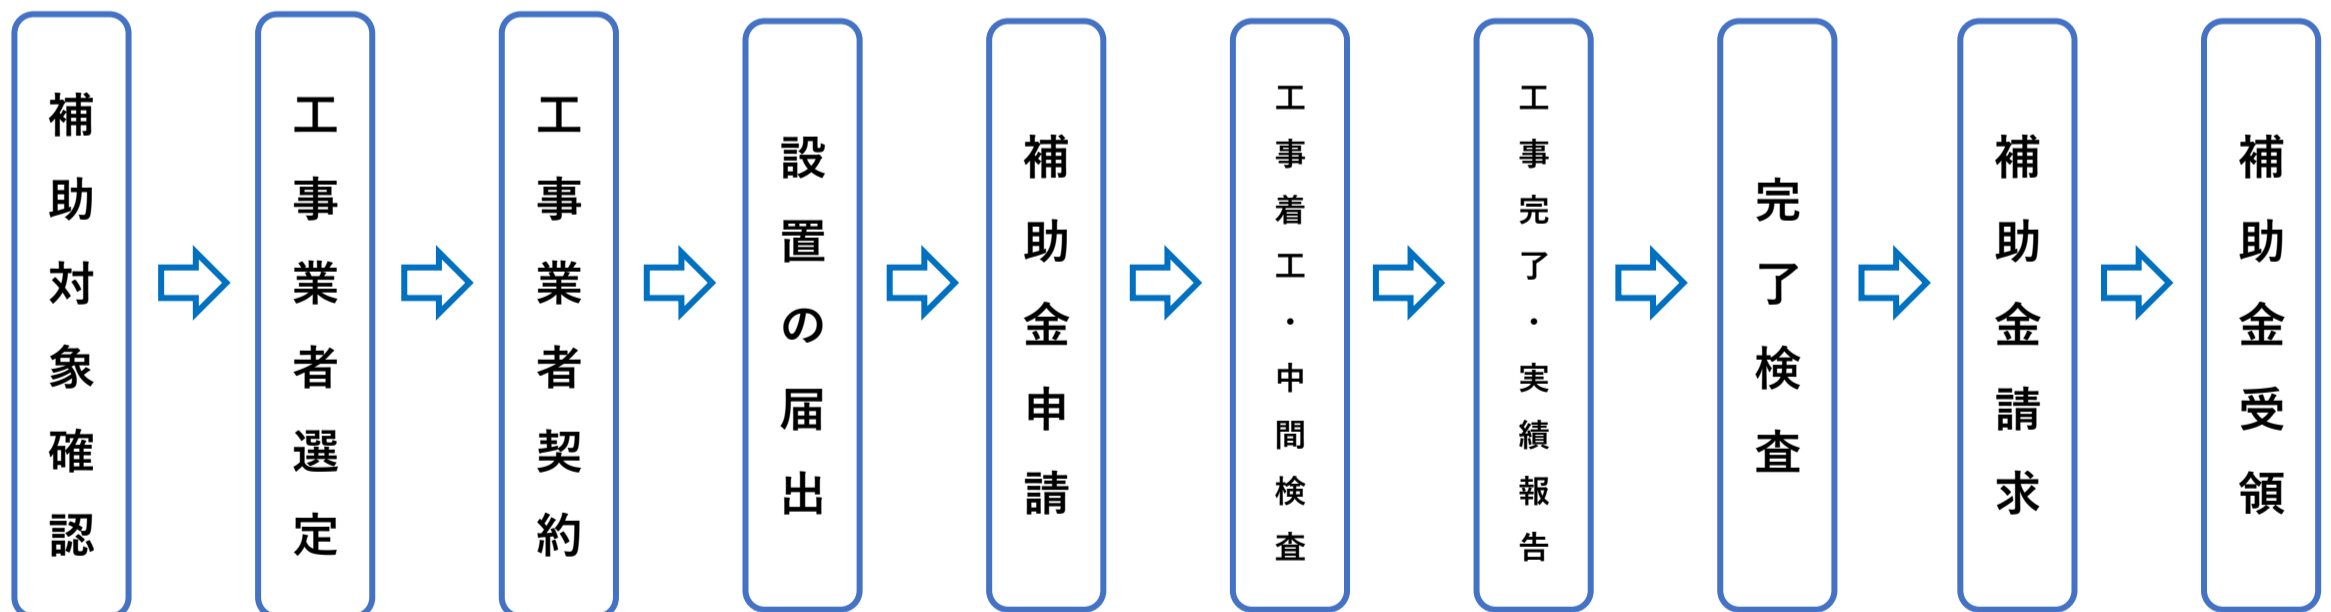 補助対象確認
工事業者選定
工事業者契約
設置の届出
補助金申請
工事着工・中間検査
工事完了・実績報告
完了検査
補助金請求
補助金受領